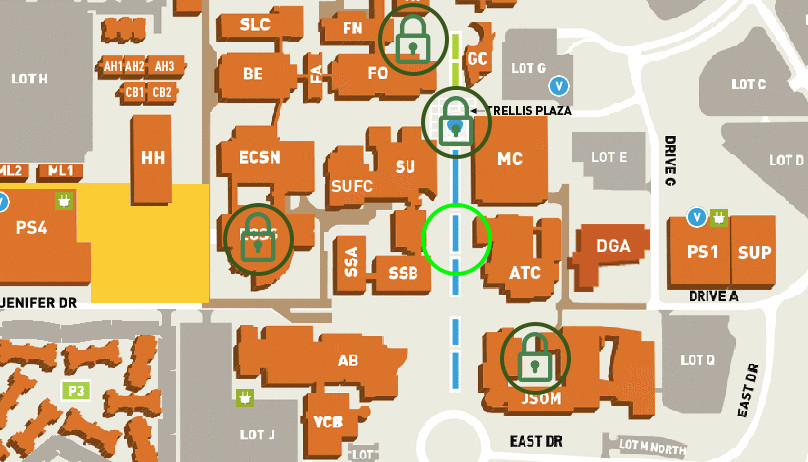 SLC
FN
GC
LOT H
AH1 AH2 AH3
BE
FA
FO
LOT G
V
LOT C
CB1 CB2
TRELLIS PLAZA
HH
ECSN
SU
MC
LOT E
DRIVE G
LOT D
ML2 ML1
SUFC
V
PS4
V
PS1 SUP
DGA
SSA
SSB
ATC
JENIFER DR
DRIVE A
AB
LOT Q
P3
JSOM
EAST DR
VCB
LOT J
EAST DR
LOT M NORTH
LOT